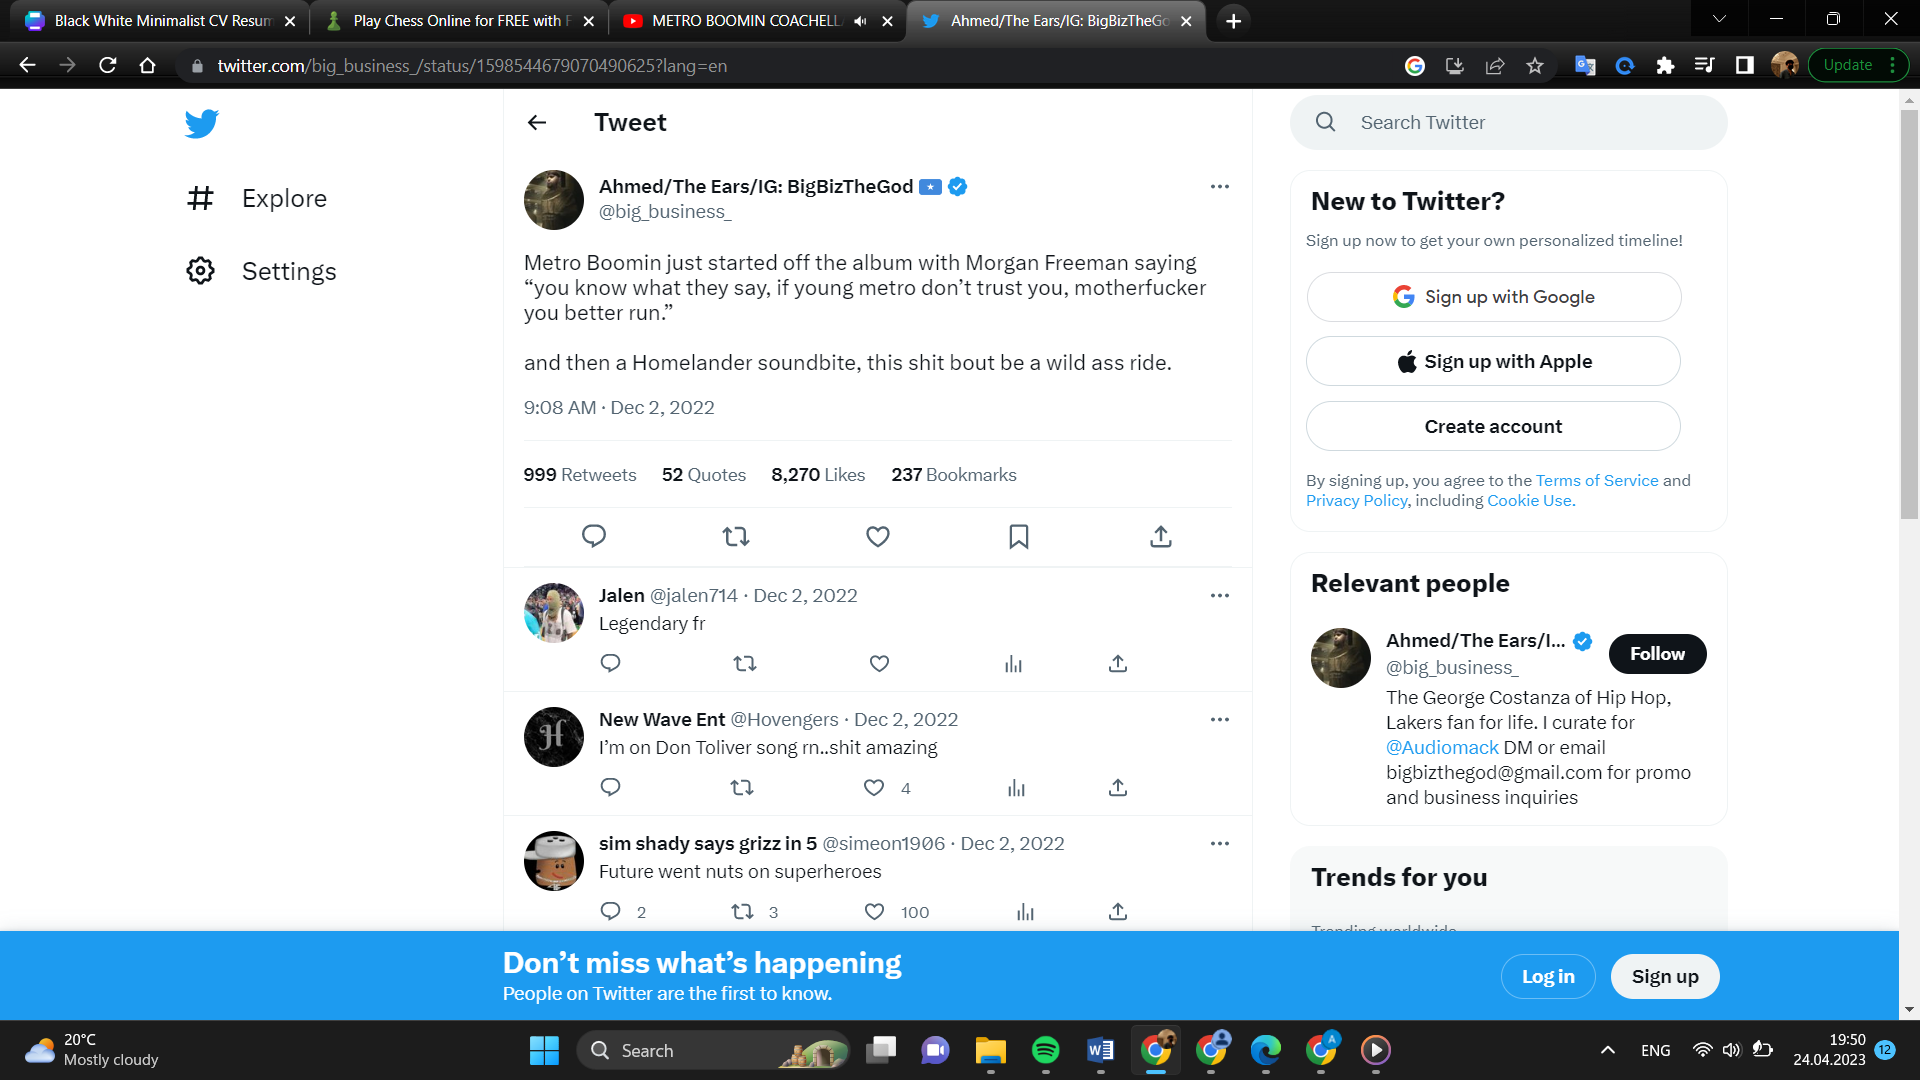 Black White Minimalist CV Resum
Play Chess Online for FREE with F
METRO BOOMIN COACHELL
Ahmed/The Ears/IG: BigBizTheGo
twitter.com/big_business_/status/1598544679070490625?lang=en
Update
Explore
Settings
Tweet
Ahmed/The Ears/IG: BigBizTheGod
@big_business_
Metro Boomin just started off the album with Morgan Freeman saying
“you know what they say, if young metro don’t trust you, motherfucker
you better run.”
and then a Homelander soundbite, this shit bout be a wild ass ride.
9:08 AM · Dec 2, 2022
999 Retweets 52 Quotes 8,270 Likes 237 Bookmarks
Jalen @jalen714 · Dec 2, 2022
Legendary fr
New Wave Ent @Hovengers · Dec 2, 2022
I’m on Don Toliver song rn..shit amazing
4
sim shady says grizz in 5 @simeon1906 · Dec 2, 2022
Future went nuts on superheroes
2 3 100
Search Twitter
New to Twitter?
Sign up now to get your own personalized timeline!
Sign up with Google
Sign up with Apple
Create account
By signing up, you agree to the Terms of Service and
Privacy Policy, including Cookie Use.
Relevant people
Ahmed/The Ears/I...
@big_business_
Follow
The George Costanza of Hip Hop,
Lakers fan for life. I curate for
@Audiomack DM or email
bigbizthegod@gmail.com for promo
and business inquiries
Trends for you
Trending worldwide
Don’t miss what’s happening
People on Twitter are the first to know.
Log in
Sign up
20°C
Mostly cloudy
Search
ENG
19:50
24.04.2023
12